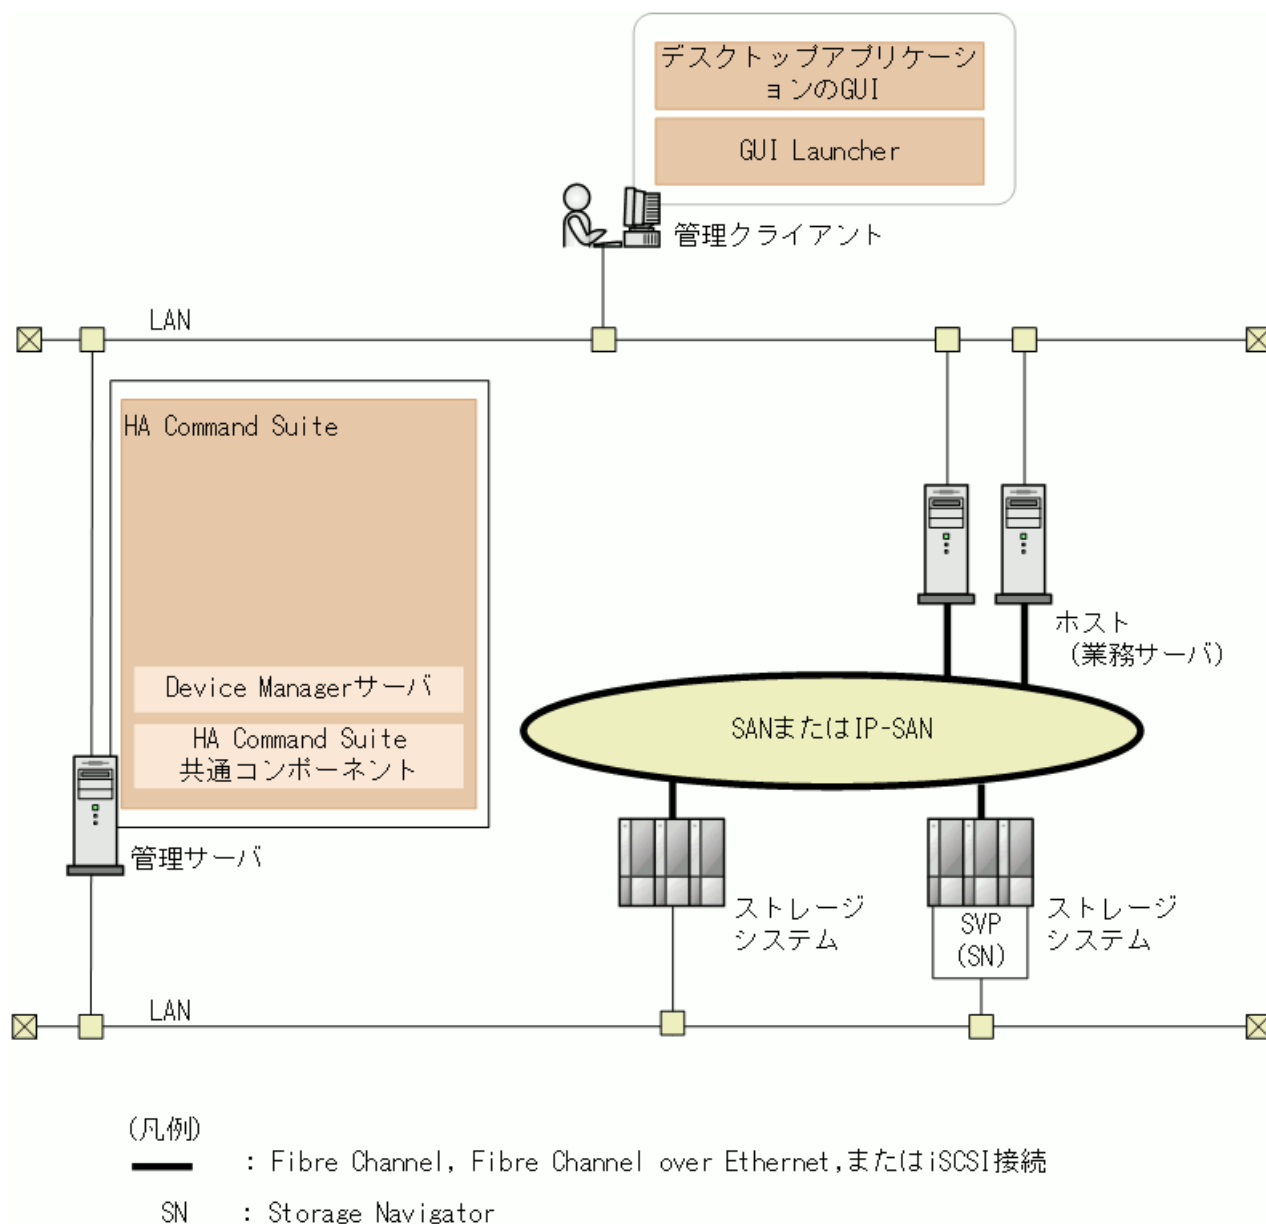 デスクトップアプリケーシ
ョンのGUI
GUI Launcher
管理クライアント
LAN
HA Command Suite
Device Managerサーバ
HA Command Suite
共通コンポーネント
管理サーバ
ホスト
（業務サーバ）
SANまたはIP-SAN
ストレージ
システム
SVP
(SN)
ストレージ
システム
LAN
(凡例)
: Fibre Channel, Fibre Channel over Ethernet,またはiSCSI接続
SN : Storage Navigator